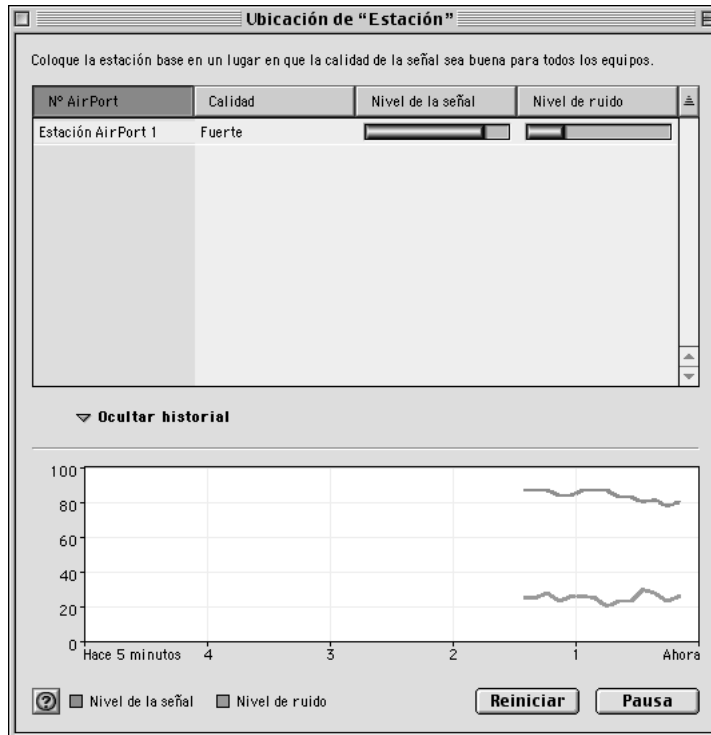 Ubicación de “Estación”
Coloque la estación base en un lugar en que la calidad de la señal sea buena para todos los equipos.
Nº AirPort Calidad Nivel de la señal Nivel de ruido
Estación AirPort 1 Fuerte
Ocultar historial
100
80
60
40
20
0
Hace 5 minutos 4 3 2 1 Ahora
Nivel de la señal Nivel de ruido Reiniciar Pausa